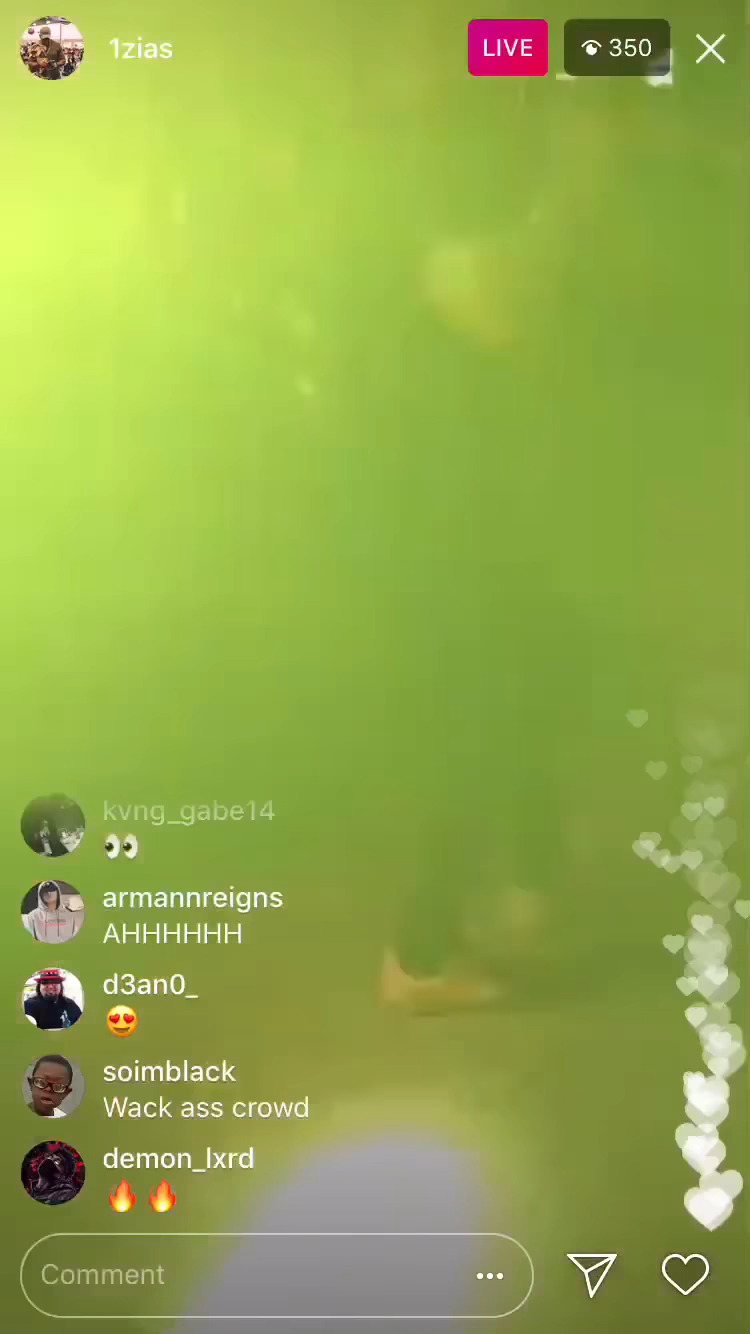 1zias
LIVE
350
kvng_gabe14
👀
armannreigns
AHHHHHH
d3an0_
😍
soimblack
Wack ass crowd
demon_lxrd
🔥 🔥
Comment